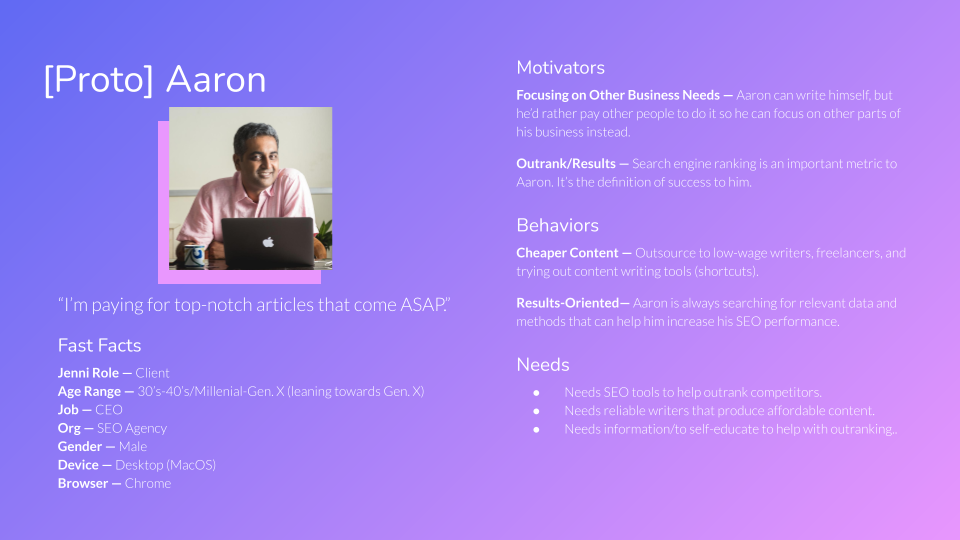 [Proto] Aaron
“I’m paying for top-notch articles that come ASAP.”
Fast Facts
Jenni Role — Client
Age Range — 30’s-40’s/Millenial-Gen. X (leaning towards Gen. X)
Job — CEO
Org — SEO Agency
Gender — Male
Device — Desktop (MacOS)
Browser — Chrome
Motivators
Focusing on Other Business Needs — Aaron can write himself, but
he’d rather pay other people to do it so he can focus on other parts of
his business instead.
Outrank/Results — Search engine ranking is an important metric to
Aaron. It’s the definition of success to him.
Behaviors
Cheaper Content — Outsource to low-wage writers, freelancers, and
trying out content writing tools (shortcuts).
Results-Oriented— Aaron is always searching for relevant data and
methods that can help him increase his SEO performance.
Needs
● Needs SEO tools to help outrank competitors.
● Needs reliable writers that produce affordable content.
● Needs information/to self-educate to help with outranking..